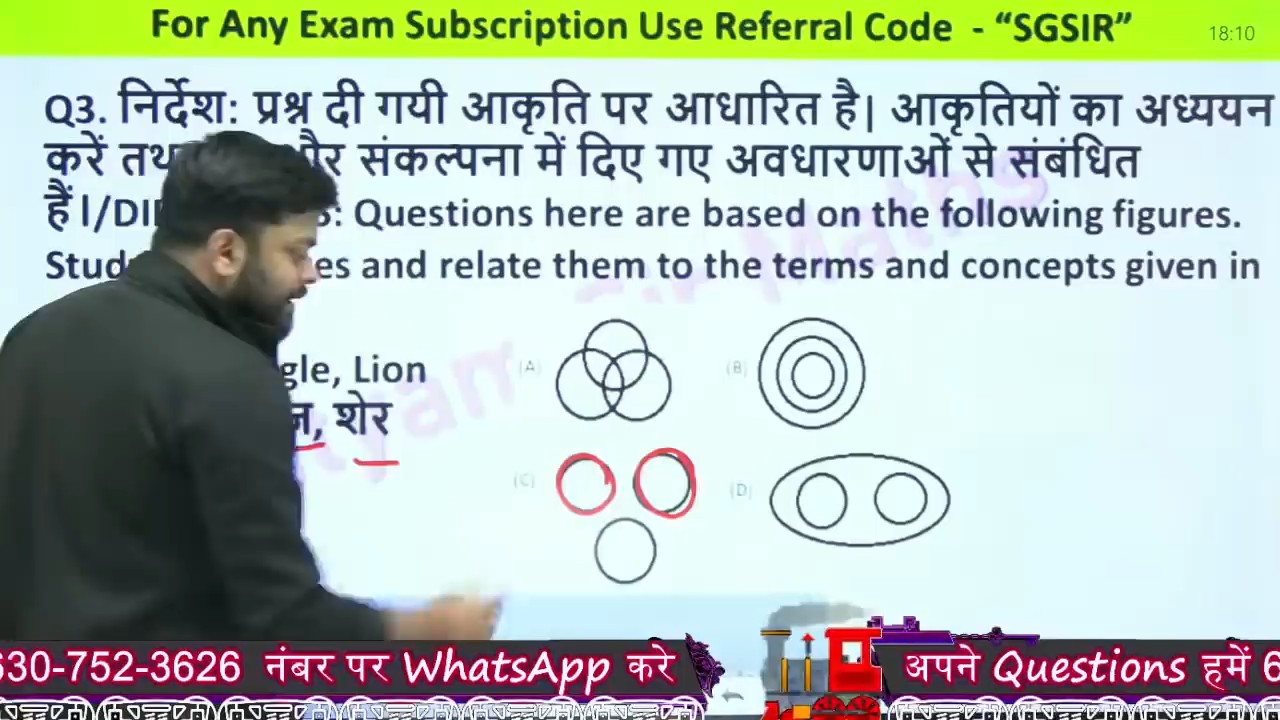 For Any Exam Subscription Use Referral Code - “SGSIR”
18:10
Q3. निर्देश: प्रश्न दी गयी आकृति पर आधारित है| आकृतियों का अध्ययन
करें और संकल्पना में दिए गए अवधारणाओं से संबंधित
हैं।/DI S: Questions here are based on the following figures.
Stud es and relate them to the terms and concepts given in
gle, Lion
ज, शेर
(A)
(B)
(C)
(D)
Maths
630-752-3626 नंबर पर WhatsApp करे
अपने Questions हमें 6